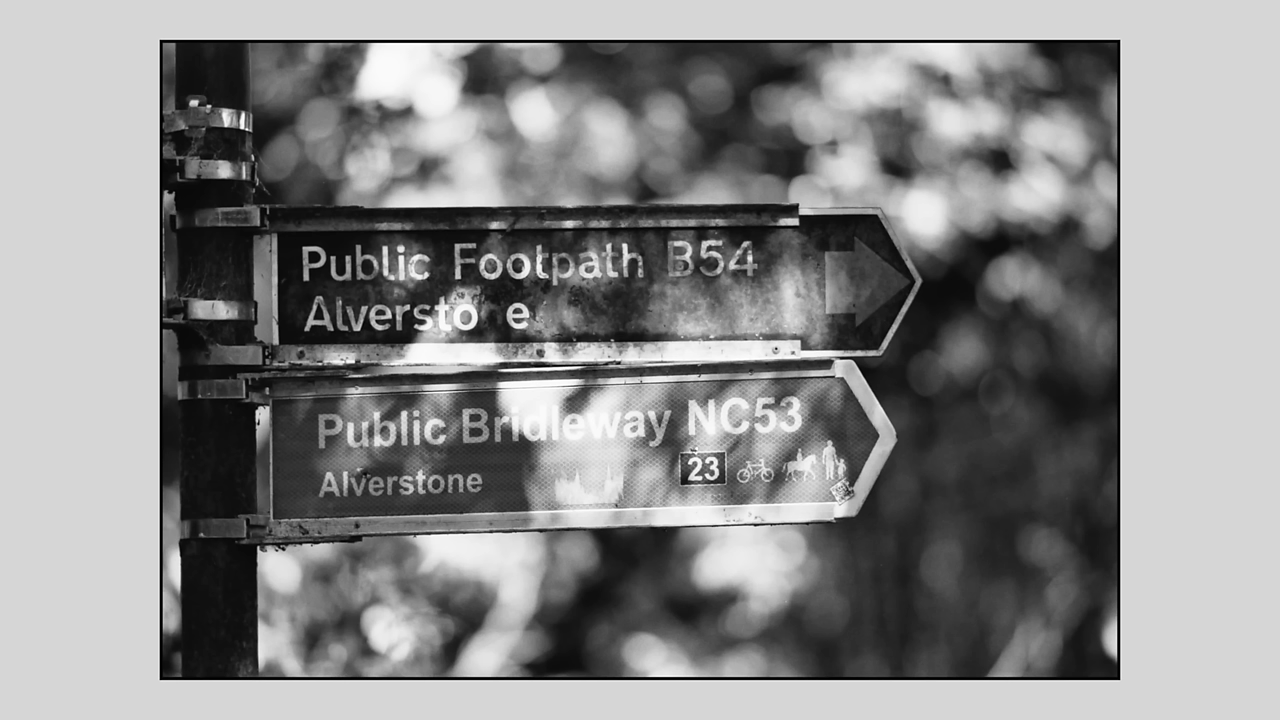 Public Footpath B54
Alversto e
Public Bridleway NC53
Alverstone
23